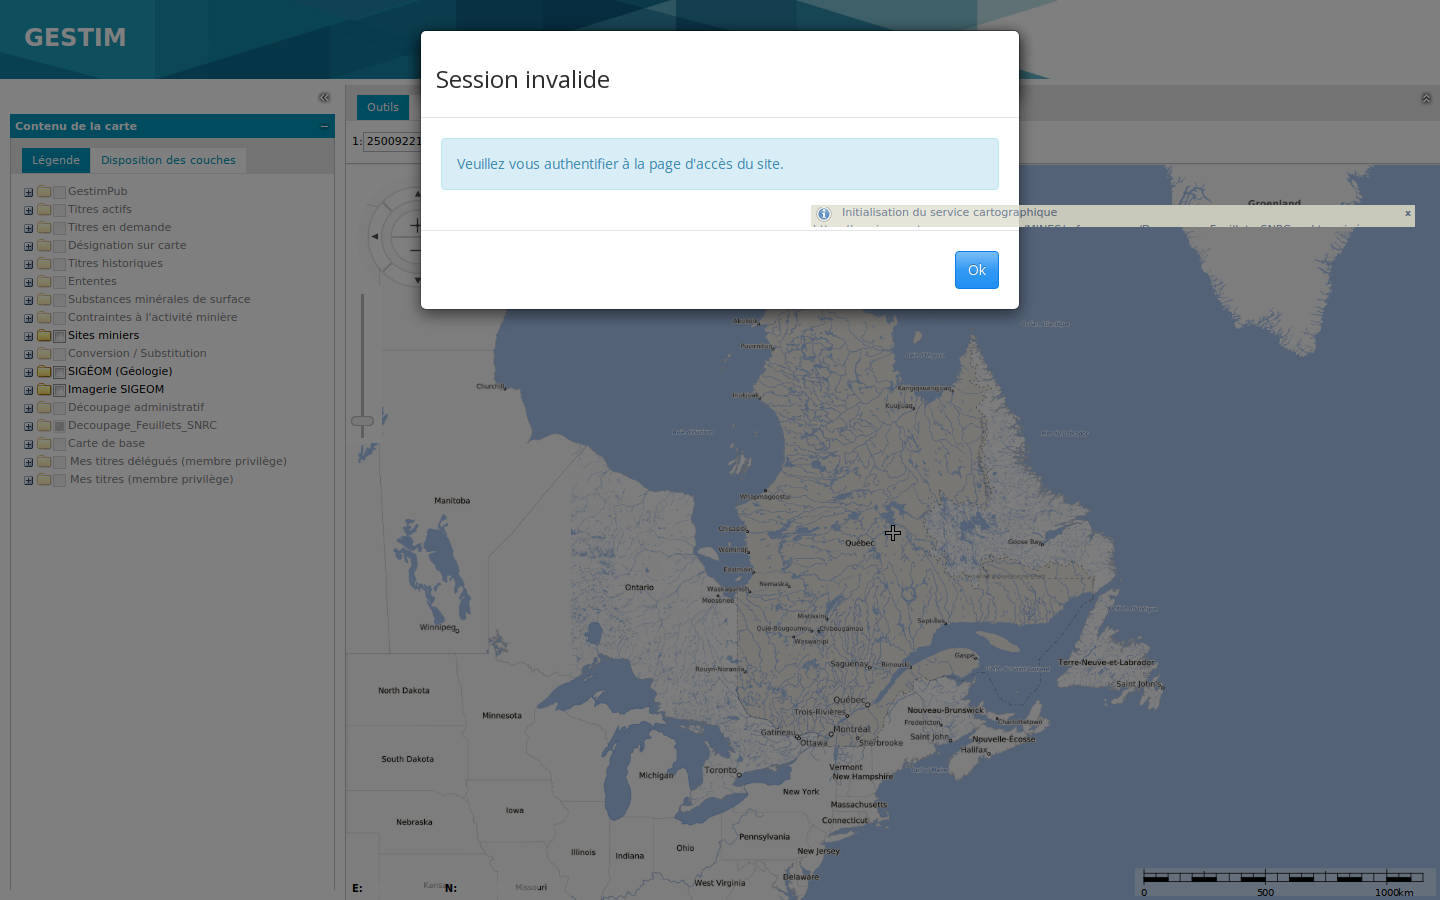 GESTIM
Session invalide
Veuillez vous authentifier à la page d'accès du site.
Ok
Initialisation du service cartographique
x
Contenu de la carte
Légende
Disposition des couches
GestimPub
Titres actifs
Titres en demande
Désignation sur carte
Titres historiques
Ententes
Substances minérales de surface
Contraintes à l'activité minière
Sites miniers
Conversion / Substitution
SIGÉOM (Géologie)
Imagerie SIGEOM
Découpage administratif
Decoupage_Feuillets_SNRC
Carte de base
Mes titres délégués (membre privilège)
Mes titres (membre privilège)
Outils
1: 25009221
Groenland
Akulivik
Puvirnituq
Churchill
Inukjuak
Kangiqsualujjuaq
Kuujjuaq
Manitoba
Whapmagoostui
Chisasibi
Wemindji
Québec
Goose Bay
Eastmain
Ontario
Nemaska
Waskaganish
Moosonee
Mistissini
Winnipeg
Oujé-Bougoumou
Chibougamau
Sept-Îles
Waswanipi
Rouyn-Noranda
Saguenay
Rimouski
Gaspé
Terre-Neuve-et-Labrador
Saint John's
North Dakota
Minnesota
Québec
Trois-Rivières
Nouveau-Brunswick
Fredericton
Charlottetown
Gatineau
Montréal
Ottawa
Sherbrooke
Saint John
Nouvelle-Écosse
Halifax
South Dakota
Michigan
Toronto
Vermont
New Hampshire
New York
Iowa
Massachusetts
Nebraska
Connecticut
Pennsylvania
Illinois
Indiana
Ohio
New Jersey
Delaware
West Virginia
Kansas
Missouri
E:
N:
0
500
1000km